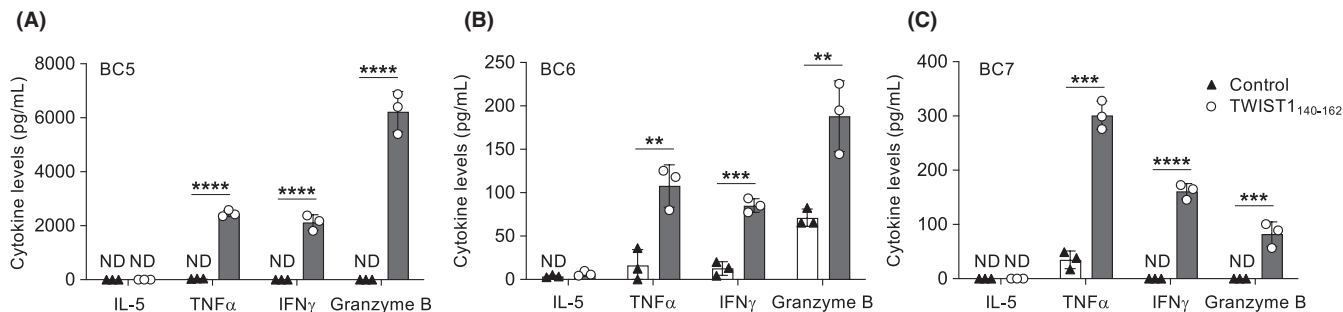 (A)
BC5
Cytokine levels (pg/mL)
8000
6000
4000
2000
0
ND ND
ND
****
ND
****
ND
****
IL-5 TNFα IFNγ Granzyme B
(B)
BC6
Cytokine levels (pg/mL)
250
200
150
100
50
0
**
***
**
IL-5 TNFα IFNγ Granzyme B
(C)
BC7
Cytokine levels (pg/mL)
400
300
200
100
0
ND ND
***
ND
****
ND
***
IL-5 TNFα IFNγ Granzyme B
Control
TWIST1140-162